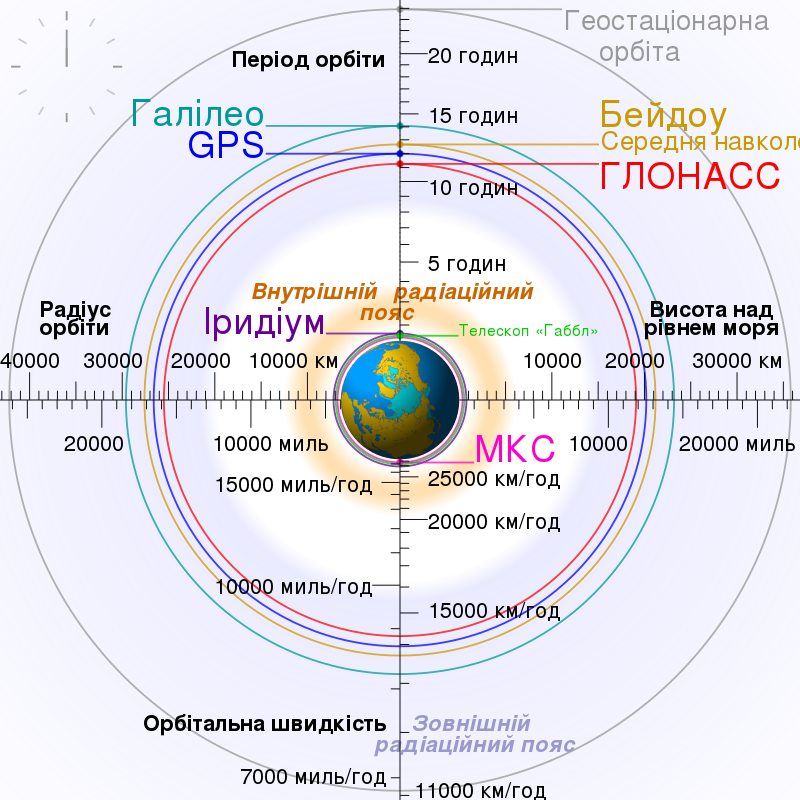 Геостаціонарна
орбіта
Період орбіти
20 годин
Галілео
15 годин
Бейдоу
GPS
Середня
ГЛОНАСС
10 годин
5 годин
Внутрішній радіаційний
пояс
Радіус
орбіти
Іридіум
Телескоп «Габбл»
Висота над
рівнем моря
40000 30000 20000 10000 км
10000 20000 30000 км
20000 10000 миль
10000 20000 миль
МКС
15000 миль/год
25000 км/год
20000 км/год
10000 миль/год
15000 км/год
Орбітальна швидкість
Зовнішній
радіаційний пояс
7000 миль/год
11000 км/год